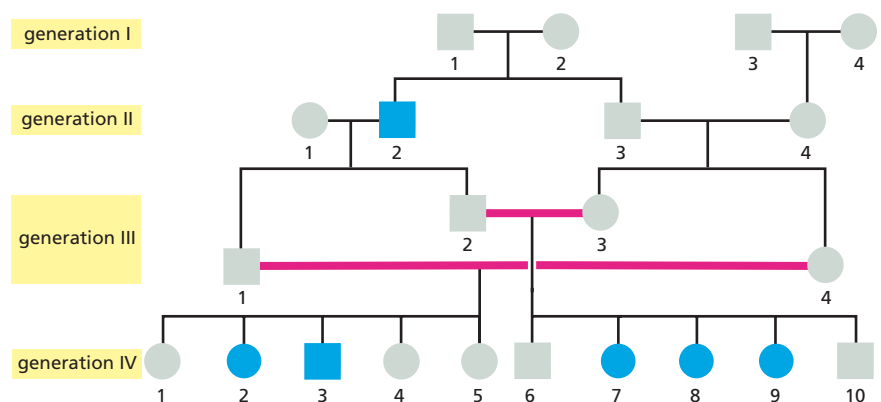 generation I
1 2 3 4
generation II
1 2 3 4
generation III
2 3
1 4
generation IV
1 2 3 4 5 6 7 8 9 10